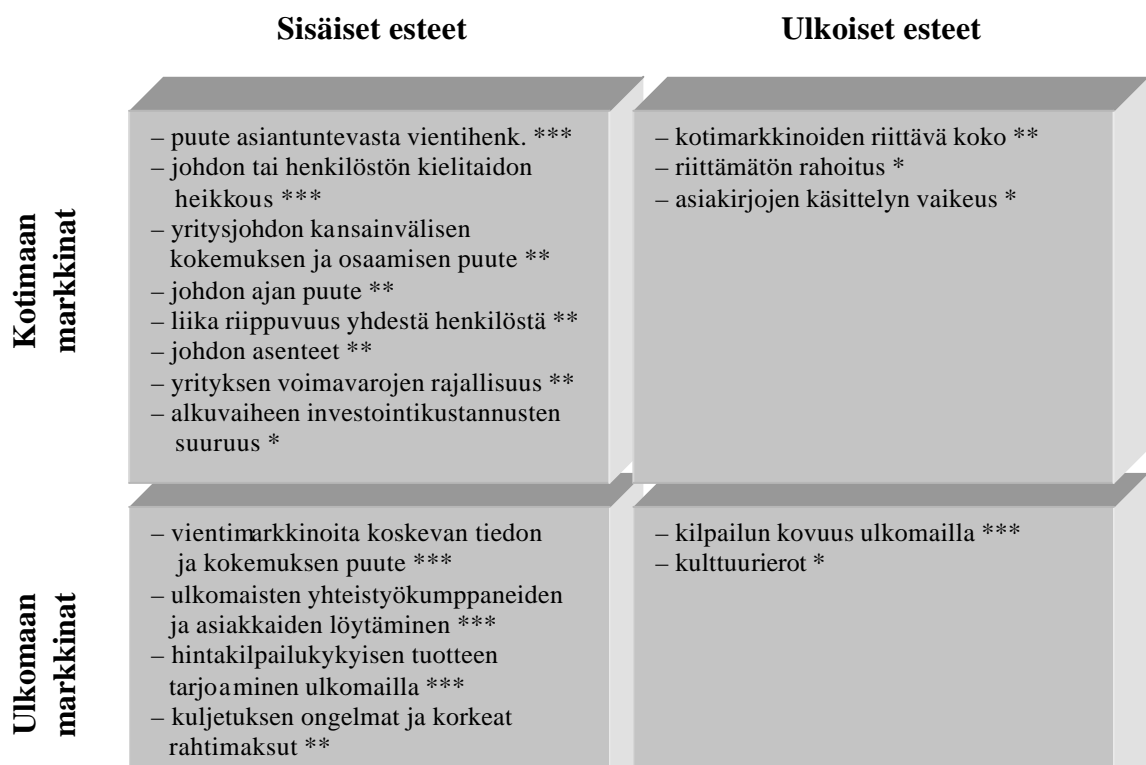 Sisäiset esteet
Ulkoiset esteet
Kotimaan
markkinat
– puute asiantuntevasta vientihenk. ***
– johdon tai henkilöstön kielitaidon
heikkous ***
– yritysjohdon kansainvälisen
kokemuksen ja osaamisen puute **
– johdon ajan puute **
– liika riippuvuus yhdestä henkilöstä **
– johdon asenteet **
– yrityksen voimavarojen rajallisuus **
– alkuvaiheen investointikustannusten
suuruus *
– kotimarkkinoiden riittävä koko **
– riittämätön rahoitus *
– asiakirjojen käsittelyn vaikeus *
Ulkomaan
markkinat
– vientimarkkinoita koskevan tiedon
ja kokemuksen puute ***
– ulkomaisten yhteistyökumppaneiden
ja asiakkaiden löytäminen ***
– hintakilpailukykyisen tuotteen
tarjoaminen ulkomailla ***
– kuljetuksen ongelmat ja korkeat
rahtimaksut **
– kilpailun kovuus ulkomailla ***
– kulttuurierot *